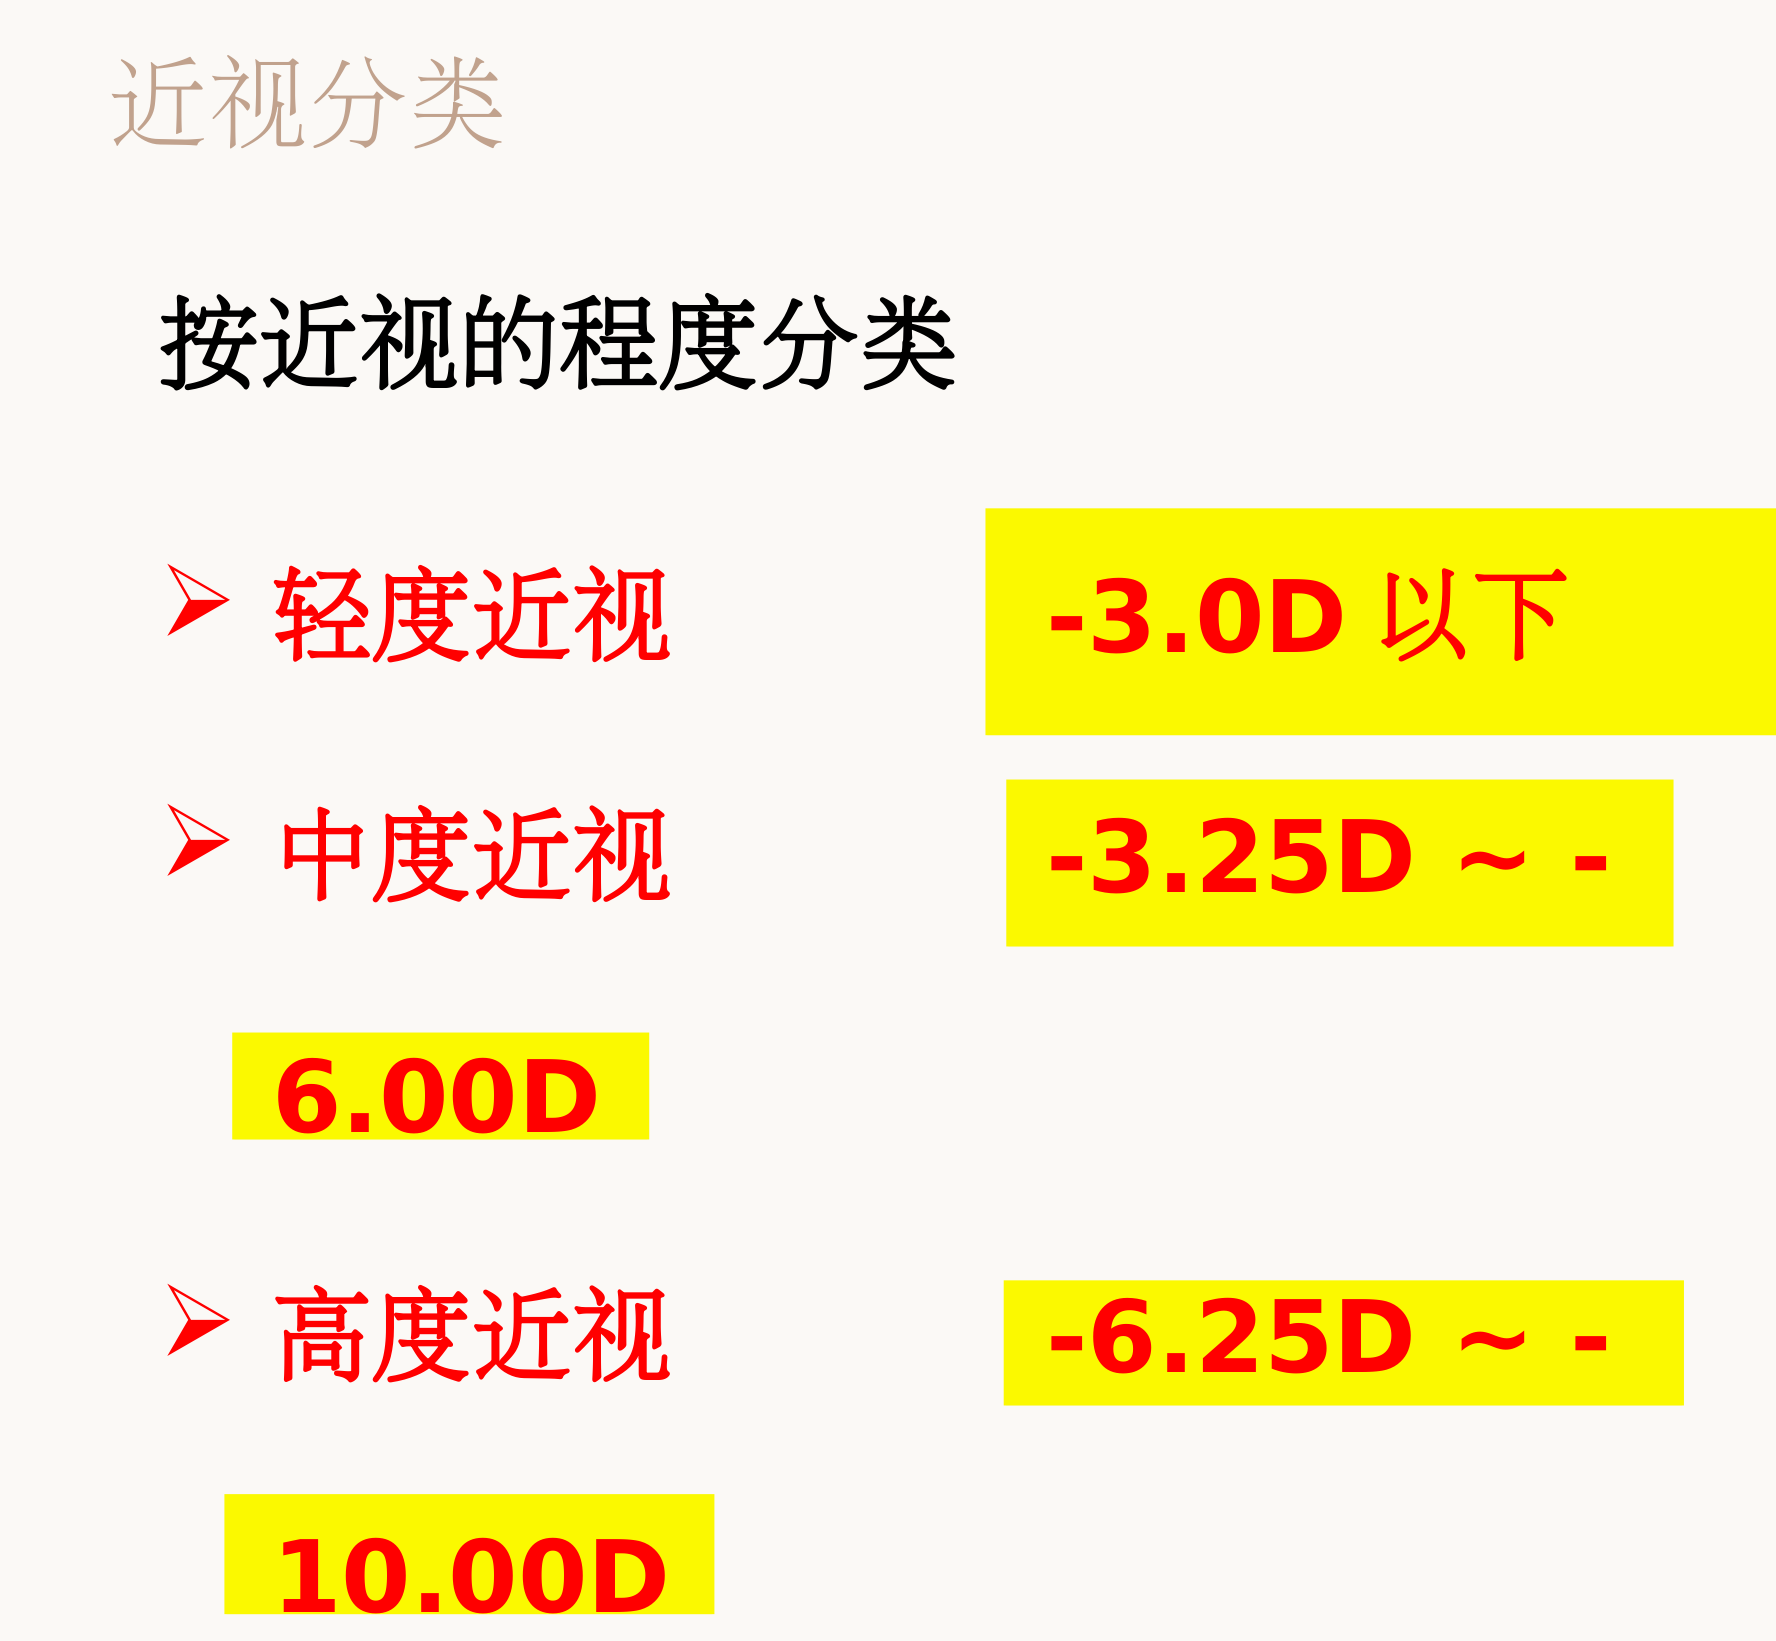 近视分类
按近视的程度分类
➢ 轻度近视 -3.0D 以下
➢ 中度近视 -3.25D ~ -
6.00D
➢ 高度近视 -6.25D ~ -
10.00D